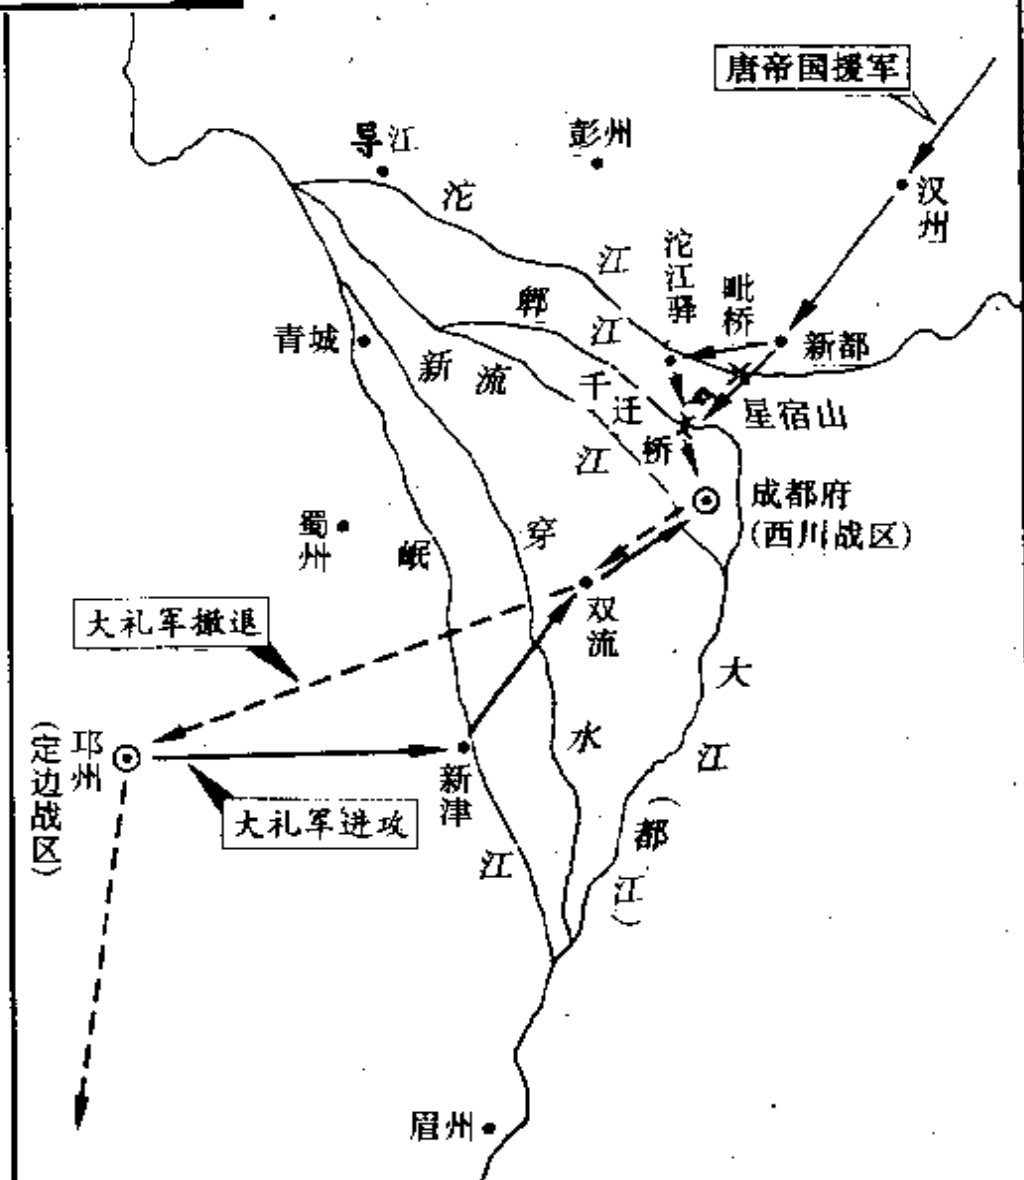 唐帝国援军
导江
彭州
汉州
沱江
沱江驿
毗桥
新都
郫江
青城
新流江
千迁桥
星宿山
成都府
(西川战区)
蜀州
岷江
穿水
双流
大礼军撤退
大江
(都江)
邛州
(定边战区)
新津
大礼军进攻
眉州